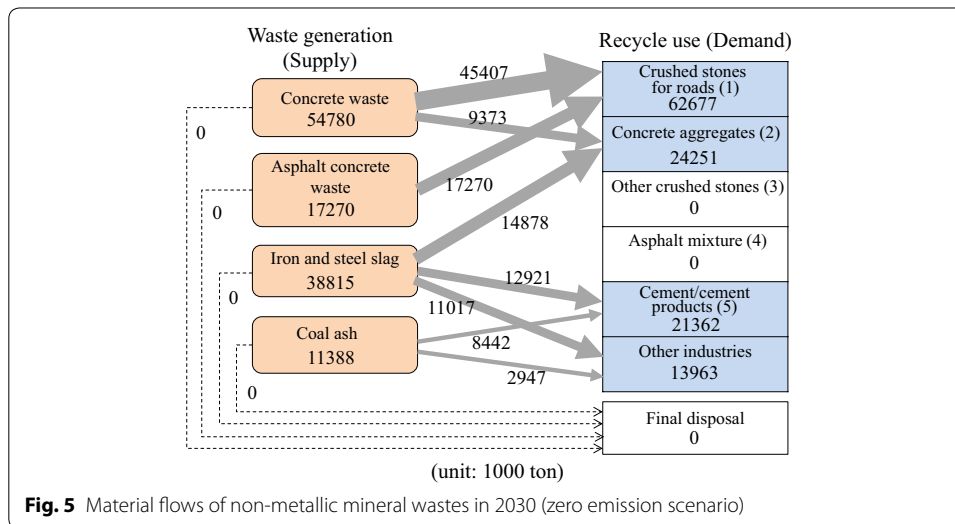 Waste generation
(Supply)
Recycle use (Demand)
Concrete waste
54780
Asphalt concrete
waste
17270
Iron and steel slag
38815
Coal ash
11388
0
0
0
0
45407
9373
17270
14878
12921
11017
8442
2947
Crushed stones
for roads (1)
62677
Concrete aggregates (2)
24251
Other crushed stones (3)
0
Asphalt mixture (4)
0
Cement/cement
products (5)
21362
Other industries
13963
Final disposal
0
(unit: 1000 ton)
Fig. 5 Material flows of non-metallic mineral wastes in 2030 (zero emission scenario)